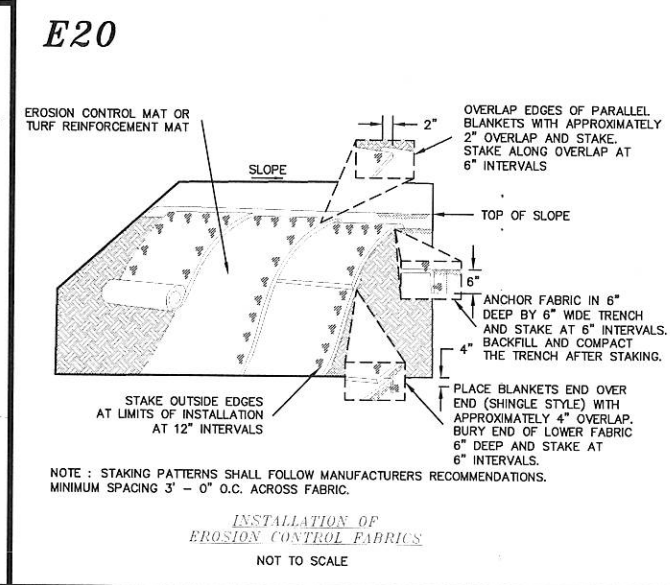 E20
EROSION CONTROL MAT OR
TURF REINFORCEMENT MAT
SLOPE
2"
OVERLAP EDGES OF PARALLEL
BLANKETS WITH APPROXIMATELY
2" OVERLAP AND STAKE.
STAKE ALONG OVERLAP AT
6" INTERVALS
TOP OF SLOPE
6"
ANCHOR FABRIC IN 6"
DEEP BY 6" WIDE TRENCH
AND STAKE AT 6" INTERVALS.
BACKFILL AND COMPACT
THE TRENCH AFTER STAKING.
4"
PLACE BLANKETS END OVER
END (SHINGLE STYLE) WITH
APPROXIMATELY 4" OVERLAP.
BURY END OF LOWER FABRIC
6" DEEP AND STAKE AT
6" INTERVALS.
STAKE OUTSIDE EDGES
AT LIMITS OF INSTALLATION
AT 12" INTERVALS
NOTE : STAKING PATTERNS SHALL FOLLOW MANUFACTURERS RECOMMENDATIONS.
MINIMUM SPACING 3' - 0" O.C. ACROSS FABRIC.
INSTALLATION OF
EROSION CONTROL FABRICS
NOT TO SCALE